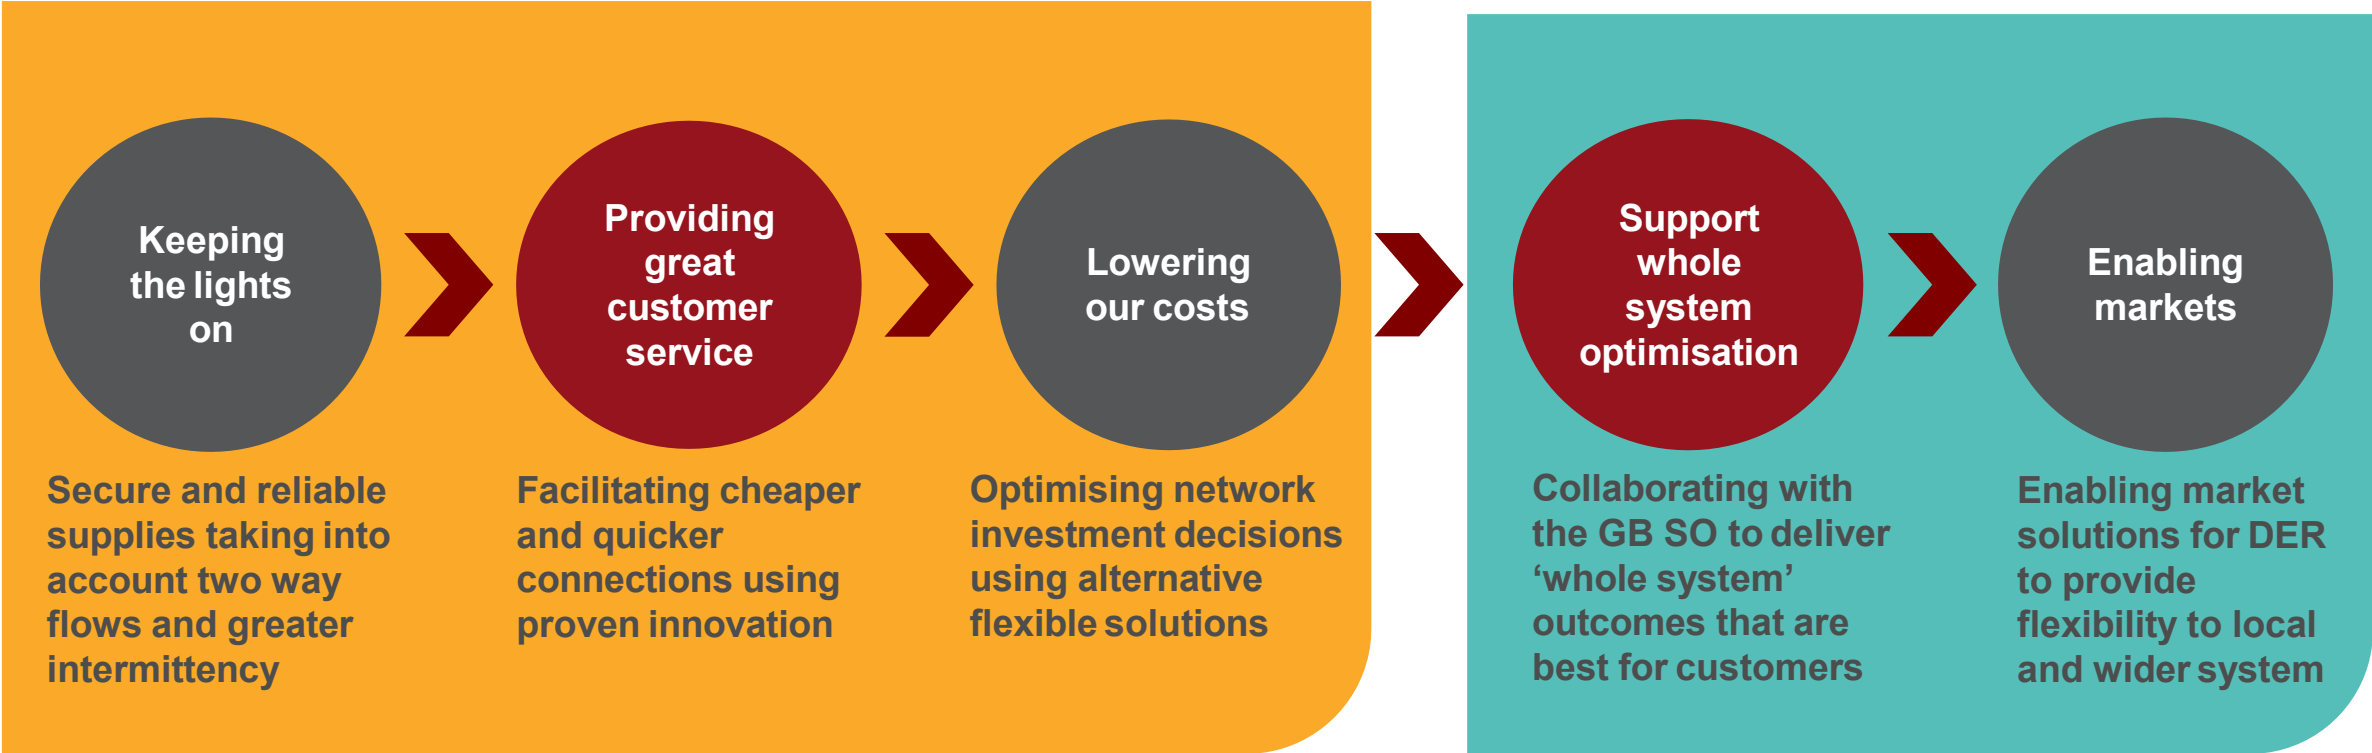 Keeping
the lights
on
Providing
great
customer
service
Lowering
our costs
Support
whole
system
optimisation
Enabling
markets
Secure and reliable
supplies taking into
account two way
flows and greater
intermittency
Facilitating cheaper
and quicker
connections using
proven innovation
Optimising network
investment decisions
using alternative
flexible solutions
Collaborating with
the GB SO to deliver
‘whole system’
outcomes that are
best for customers
Enabling market
solutions for DER
to provide
flexibility to local
and wider system